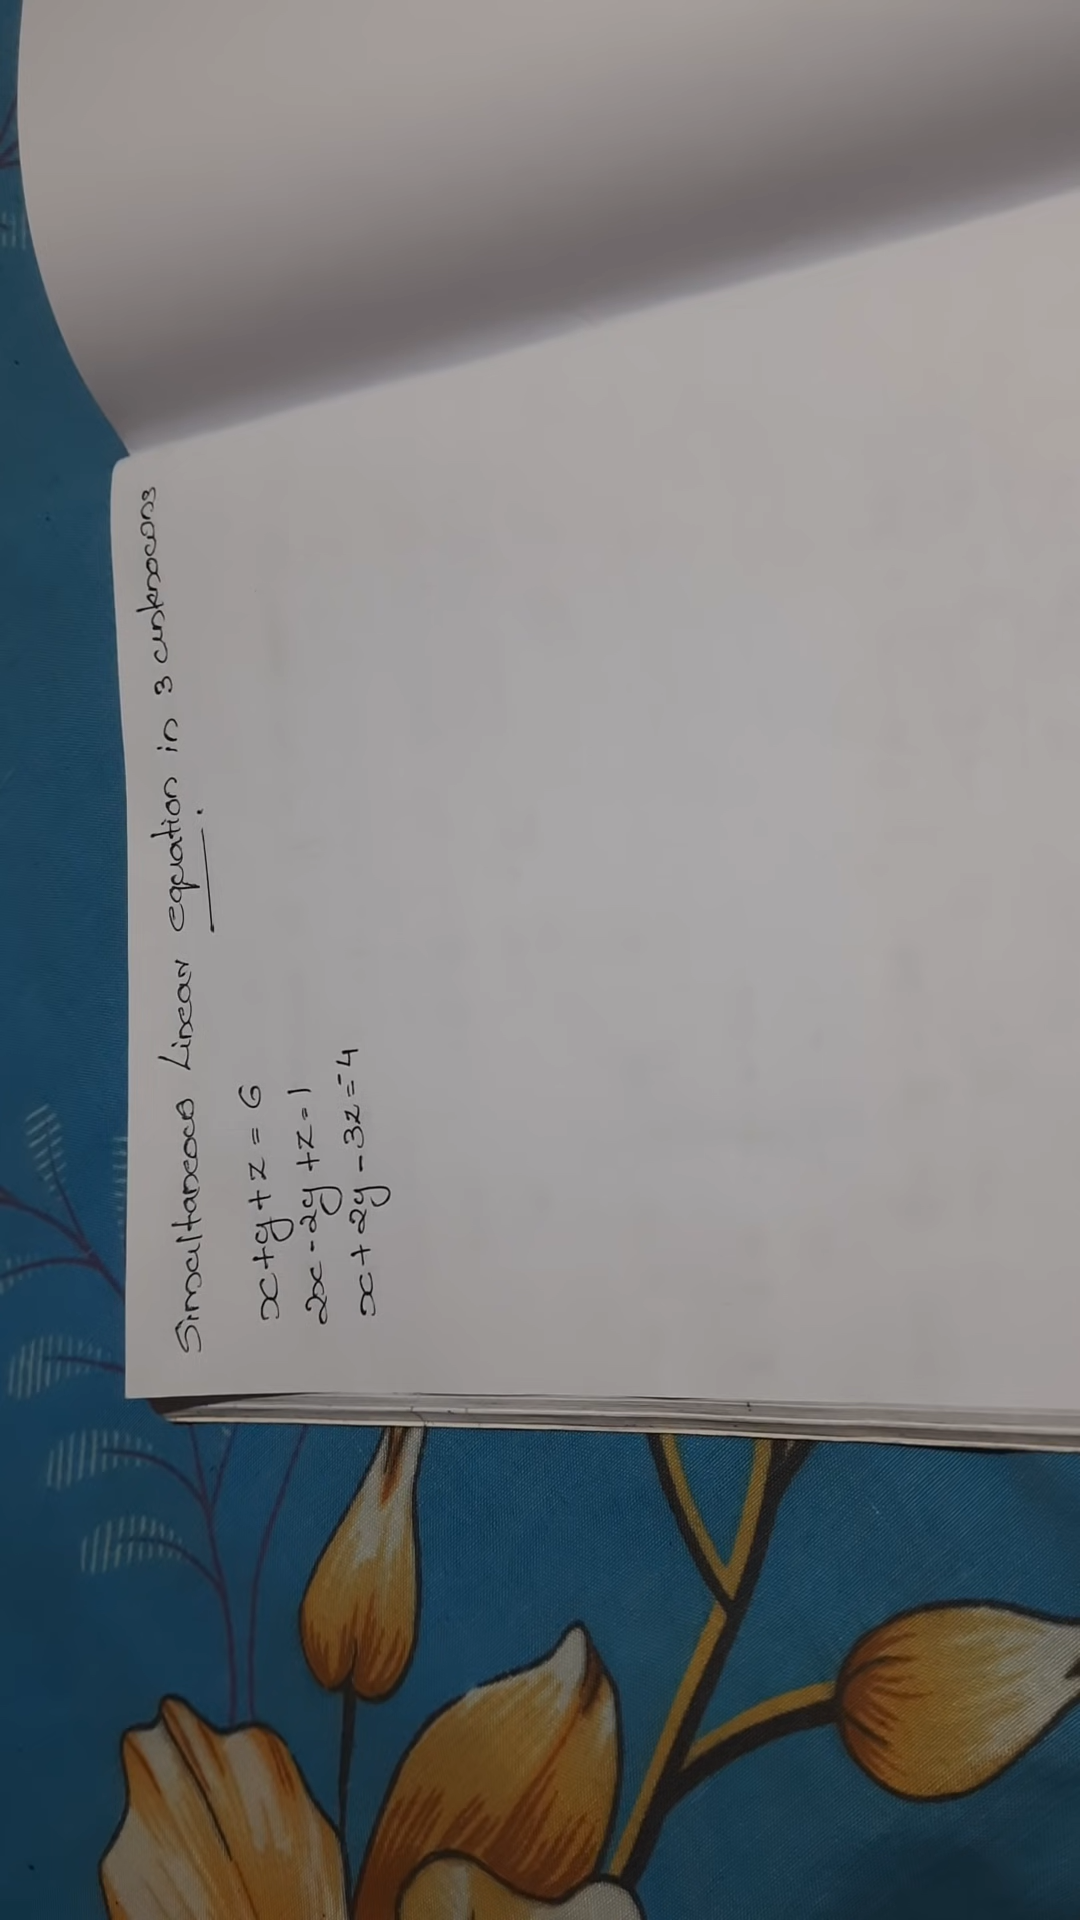 Simultaneous Linear equation in 3 unknowns
x+y+z=6
2x-2y+z=1
x+2y-3z=-4